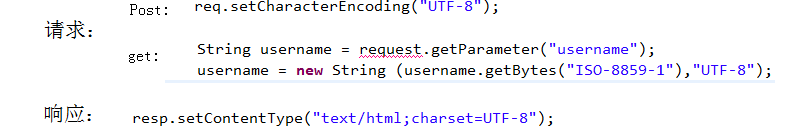 Post: req.setCharacterEncoding("UTF-8");
请求:
get: String username = request.getParameter("username");
username = new String (username.getBytes("ISO-8859-1"),"UTF-8");
响应: resp.setContentType("text/html;charset=UTF-8");